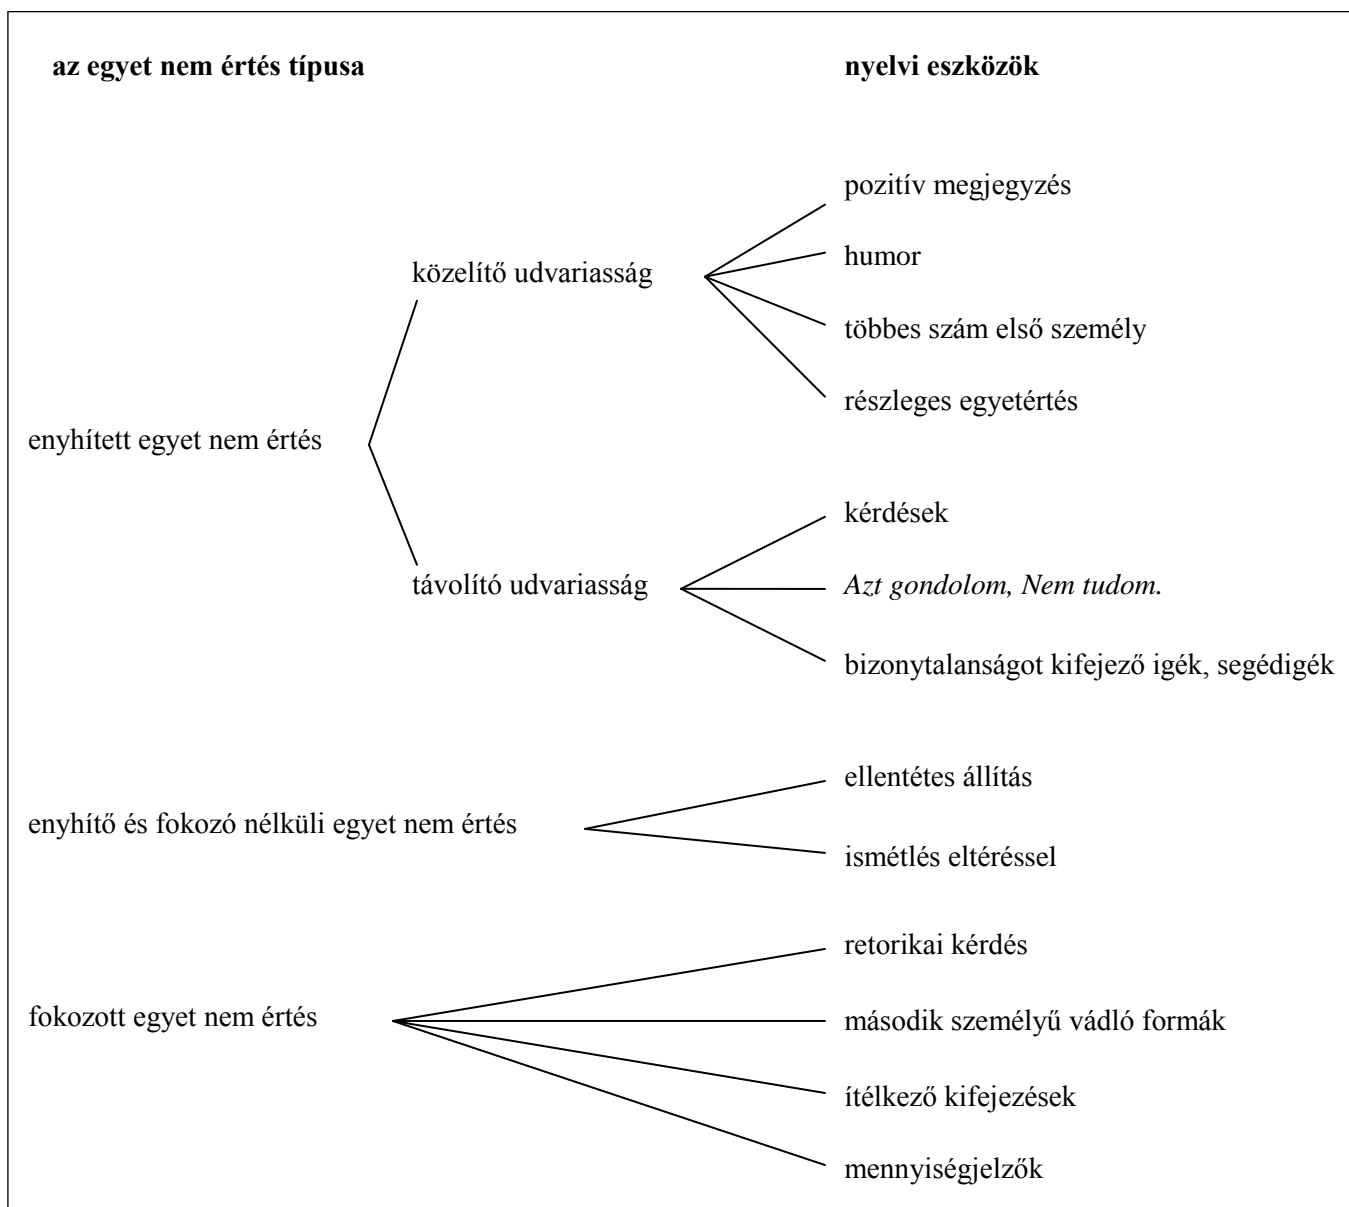 az egyet nem értés típusa
nyelvi eszközök
pozitív megjegyzés
humor
közelítő udvariasság
többes szám első személy
részleges egyetértés
enyhített egyet nem értés
kérdések
távolító udvariasság
Azt gondolom, Nem tudom.
bizonytalanságot kifejező igék, segédigék
ellentétes állítás
enyhítő és fokozó nélküli egyet nem értés
ismétlés eltéréssel
retorikai kérdés
fokozott egyet nem értés
második személyű vádló formák
ítélkező kifejezések
mennyiségjelzők